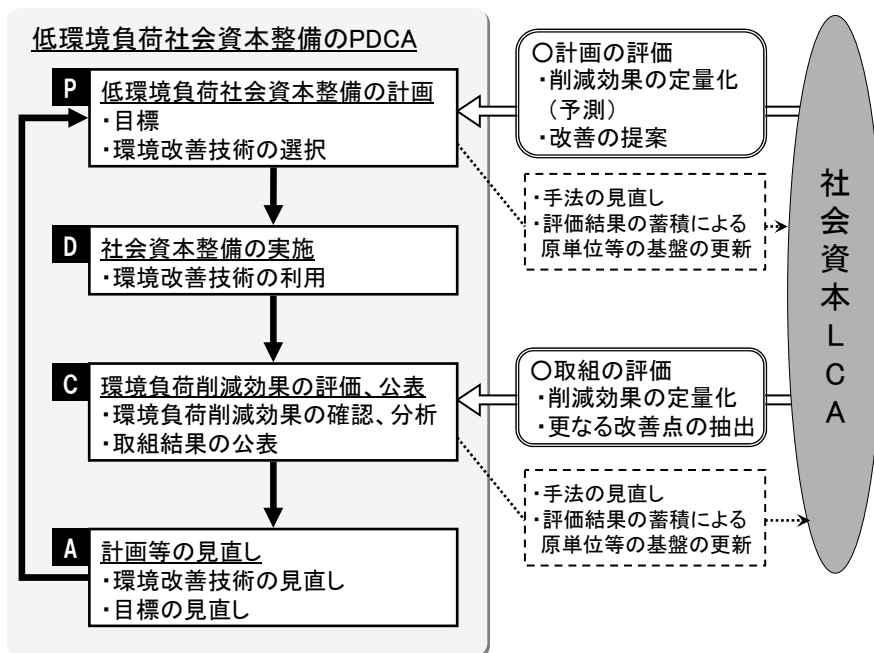 低環境負荷社会資本整備のPDCA
P
低環境負荷社会資本整備の計画
・目標
・環境改善技術の選択
D
社会資本整備の実施
・環境改善技術の利用
C
環境負荷削減効果の評価、公表
・環境負荷削減効果の確認、分析
・取組結果の公表
A
計画等の見直し
・環境改善技術の見直し
・目標の見直し
○計画の評価
・削減効果の定量化
(予測)
・改善の提案
・手法の見直し
・評価結果の蓄積による
原単位等の基盤の更新
○取組の評価
・削減効果の定量化
・更なる改善点の抽出
・手法の見直し
・評価結果の蓄積による
原単位等の基盤の更新
社会資本LCA